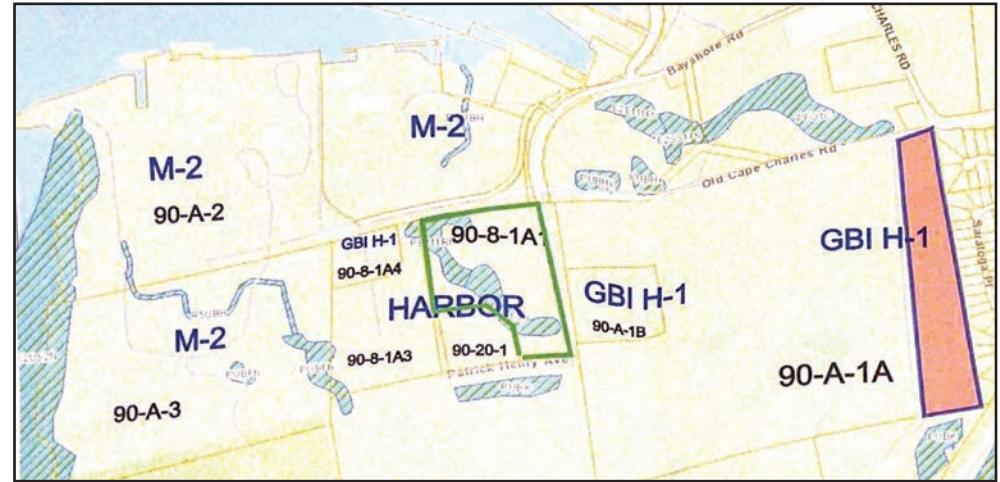 CHARLES RD
Bayshore Rd
M-2
Old Cape Charles Rd
M-2
90-A-2
GBI H-1
90-8-1A1
GBI H-1
Saratoga Pl
90-8-1A4
HARBOR
GBI H-1
90-A-1B
M-2
90-8-1A3
90-20-1
Patrick Henry Ave
90-A-1A
90-A-3